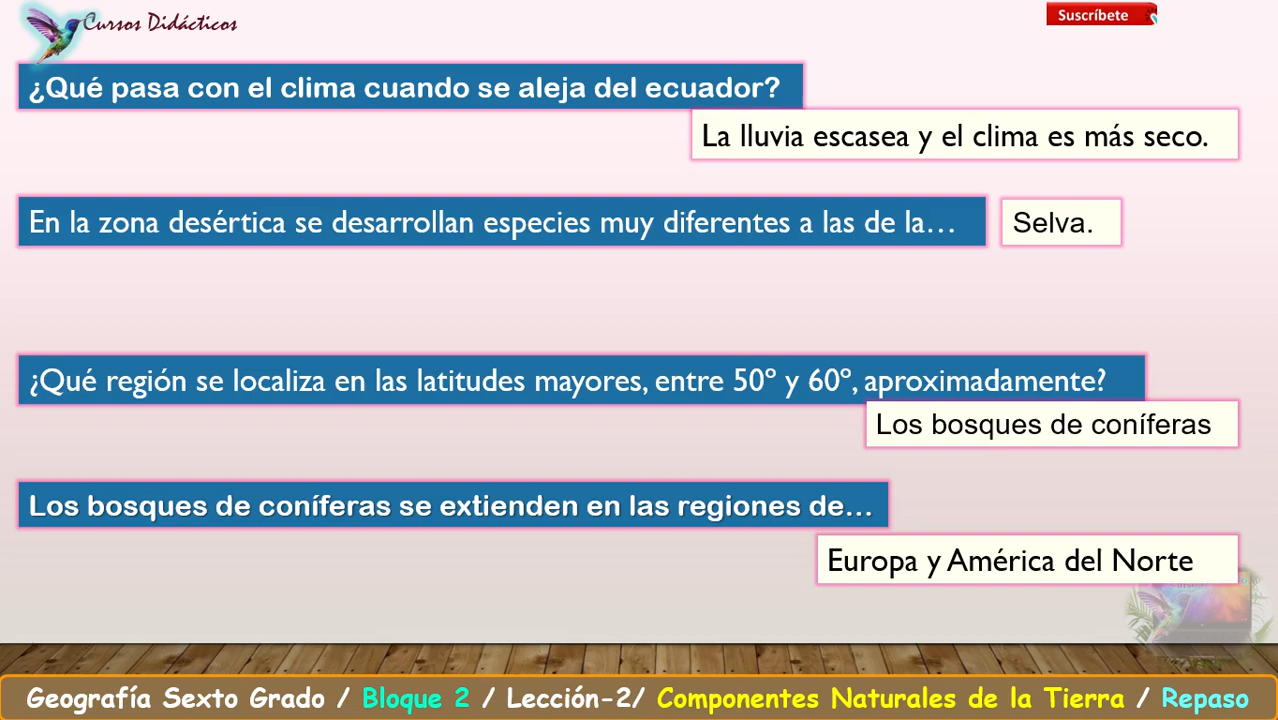 Cursos Didácticos
Suscríbete
¿Qué pasa con el clima cuando se aleja del ecuador?
La lluvia escasea y el clima es más seco.
En la zona desértica se desarrollan especies muy diferentes a las de la...
Selva.
¿Qué región se localiza en las latitudes mayores, entre 50º y 60º, aproximadamente?
Los bosques de coníferas
Los bosques de coníferas se extienden en las regiones de...
Europa y América del Norte
Geografía Sexto Grado / Bloque 2 / Lección-2/ Componentes Naturales de la Tierra / Repaso